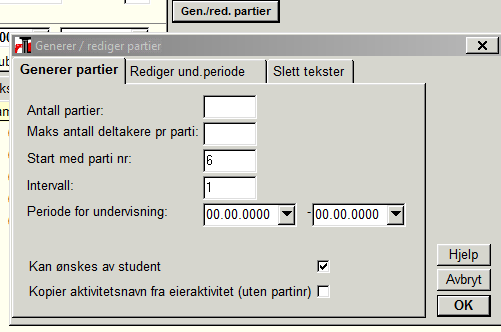 Gen./red. partier
Generer / rediger partier
Generer partier Rediger und.periode Slett tekster
Antall partier:
Maks antall deltakere pr parti:
Start med parti nr: 6
Intervall: 1
Periode for undervisning: 00.00.0000 - 00.00.0000
Kan ønskes av student
Kopier aktivitetsnavn fra eieraktivitet (uten partinr)
Hjelp
Avbryt
OK